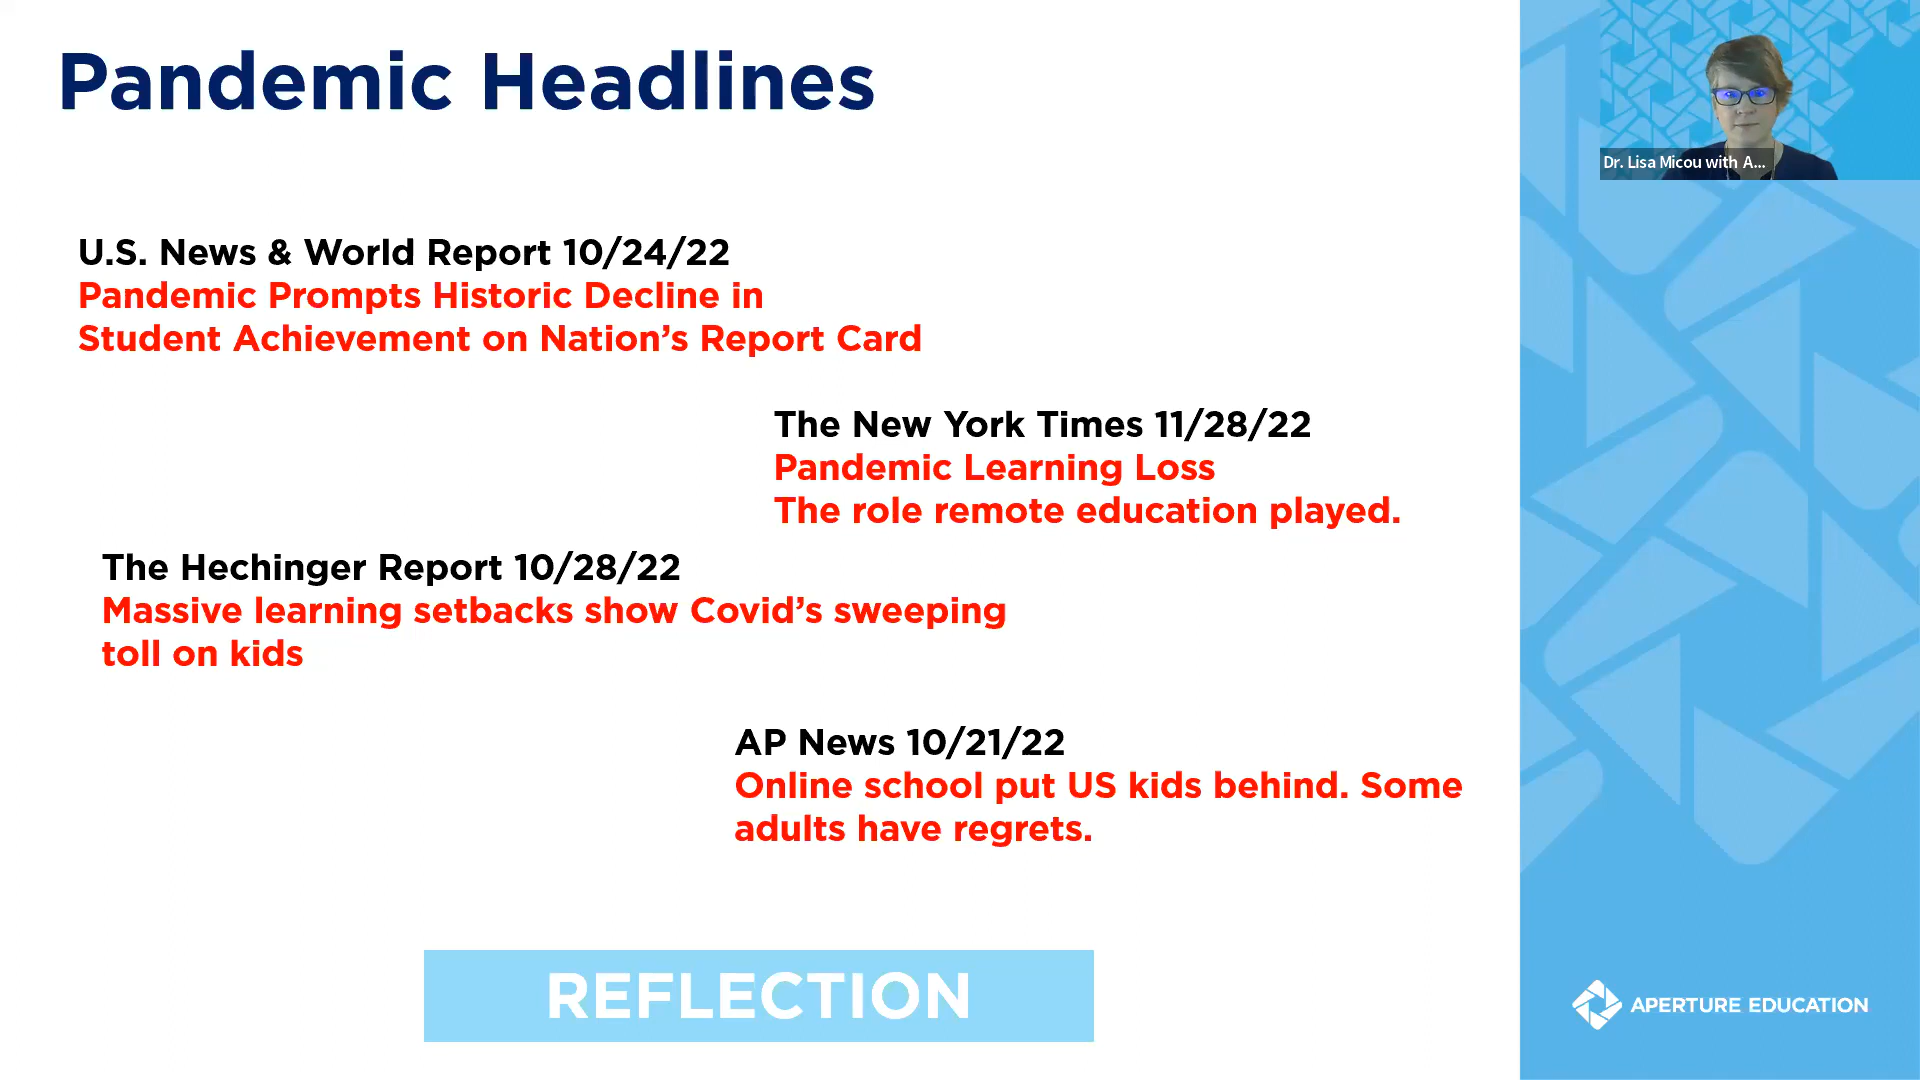 Pandemic Headlines
Dr. Lisa Micou with A...
U.S. News & World Report 10/24/22
Pandemic Prompts Historic Decline in
Student Achievement on Nation’s Report Card
The New York Times 11/28/22
Pandemic Learning Loss
The role remote education played.
The Hechinger Report 10/28/22
Massive learning setbacks show Covid’s sweeping
toll on kids
AP News 10/21/22
Online school put US kids behind. Some
adults have regrets.
REFLECTION
APERTURE EDUCATION